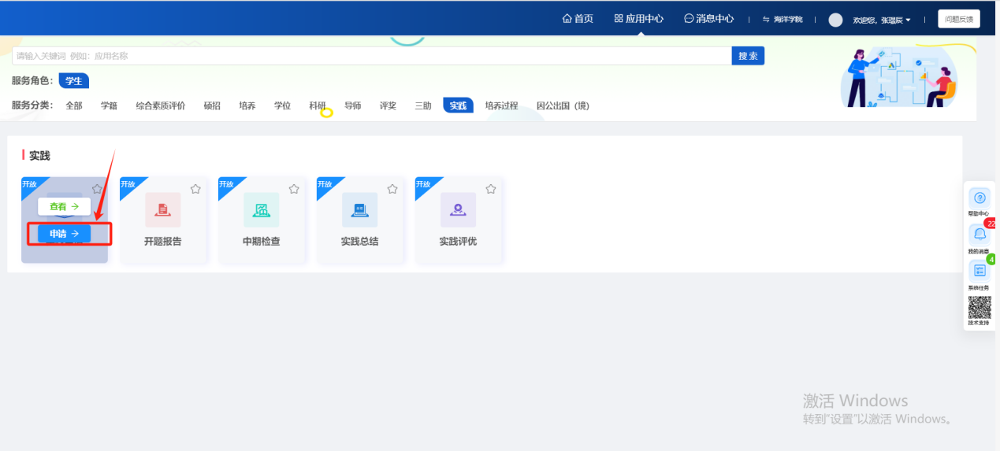 首页 应用中心 消息中心 海洋学院 欢迎您, 张璟辰 问题反馈
请输入关键词 例如: 应用名称 搜索
服务角色: 学生
服务分类: 全部 学籍 综合素质评价 硕招 培养 学位 科研 导师 评奖 三助 实践 培养过程 因公出国 (境)
实践
开放 开放 开放 开放 开放
查看 →
申请 →
开题报告 中期检查 实践总结 实践评优
帮助中心
22
我的消息
4
系统任务
技术支持
激活 Windows
转到"设置"以激活 Windows。